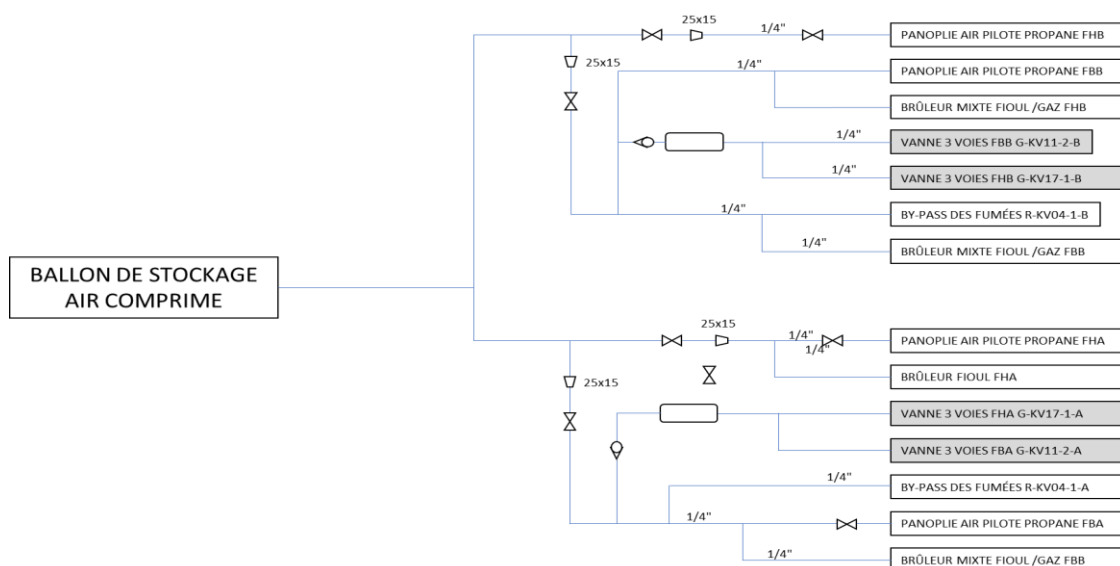 25x15
1/4"
PANOPLIE AIR PILOTE PROPANE FHB
25x15
1/4"
PANOPLIE AIR PILOTE PROPANE FBB
BRÛLEUR MIXTE FIOUL /GAZ FHB
1/4"
VANNE 3 VOIES FBB G-KV11-2-B
1/4"
VANNE 3 VOIES FHB G-KV17-1-B
1/4"
BY-PASS DES FUMÉES R-KV04-1-B
1/4"
BRÛLEUR MIXTE FIOUL /GAZ FBB
BALLON DE STOCKAGE
AIR COMPRIME
25x15
1/4"
1/4"
PANOPLIE AIR PILOTE PROPANE FHA
25x15
BRÛLEUR FIOUL FHA
VANNE 3 VOIES FHA G-KV17-1-A
VANNE 3 VOIES FBA G-KV11-2-A
1/4"
BY-PASS DES FUMÉES R-KV04-1-A
1/4"
PANOPLIE AIR PILOTE PROPANE FBA
1/4"
BRÛLEUR MIXTE FIOUL /GAZ FBB